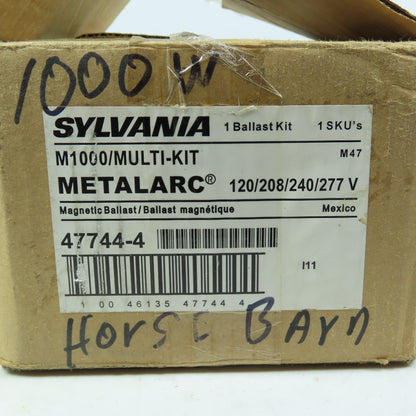 1000 W
SYLVANIA 1 Ballast Kit 1 SKU's
M1000/MULTI-KIT M47
METALARC® 120/208/240/277 V
Magnetic Ballast/Ballast magnétique Mexico
47744-4
I11
1 00 46135 47744 4
HORSE BARN